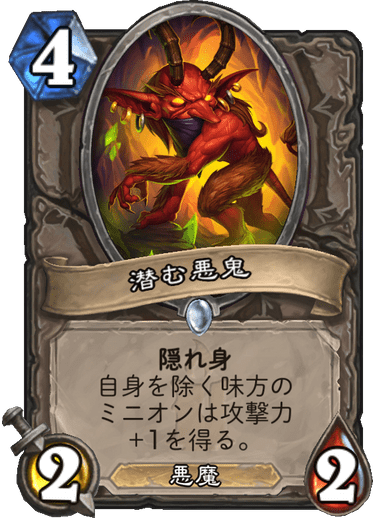 4
潜む悪鬼
隠れ身
自身を除く味方の
ミニオンは攻撃力
+1を得る。
悪魔
2
2